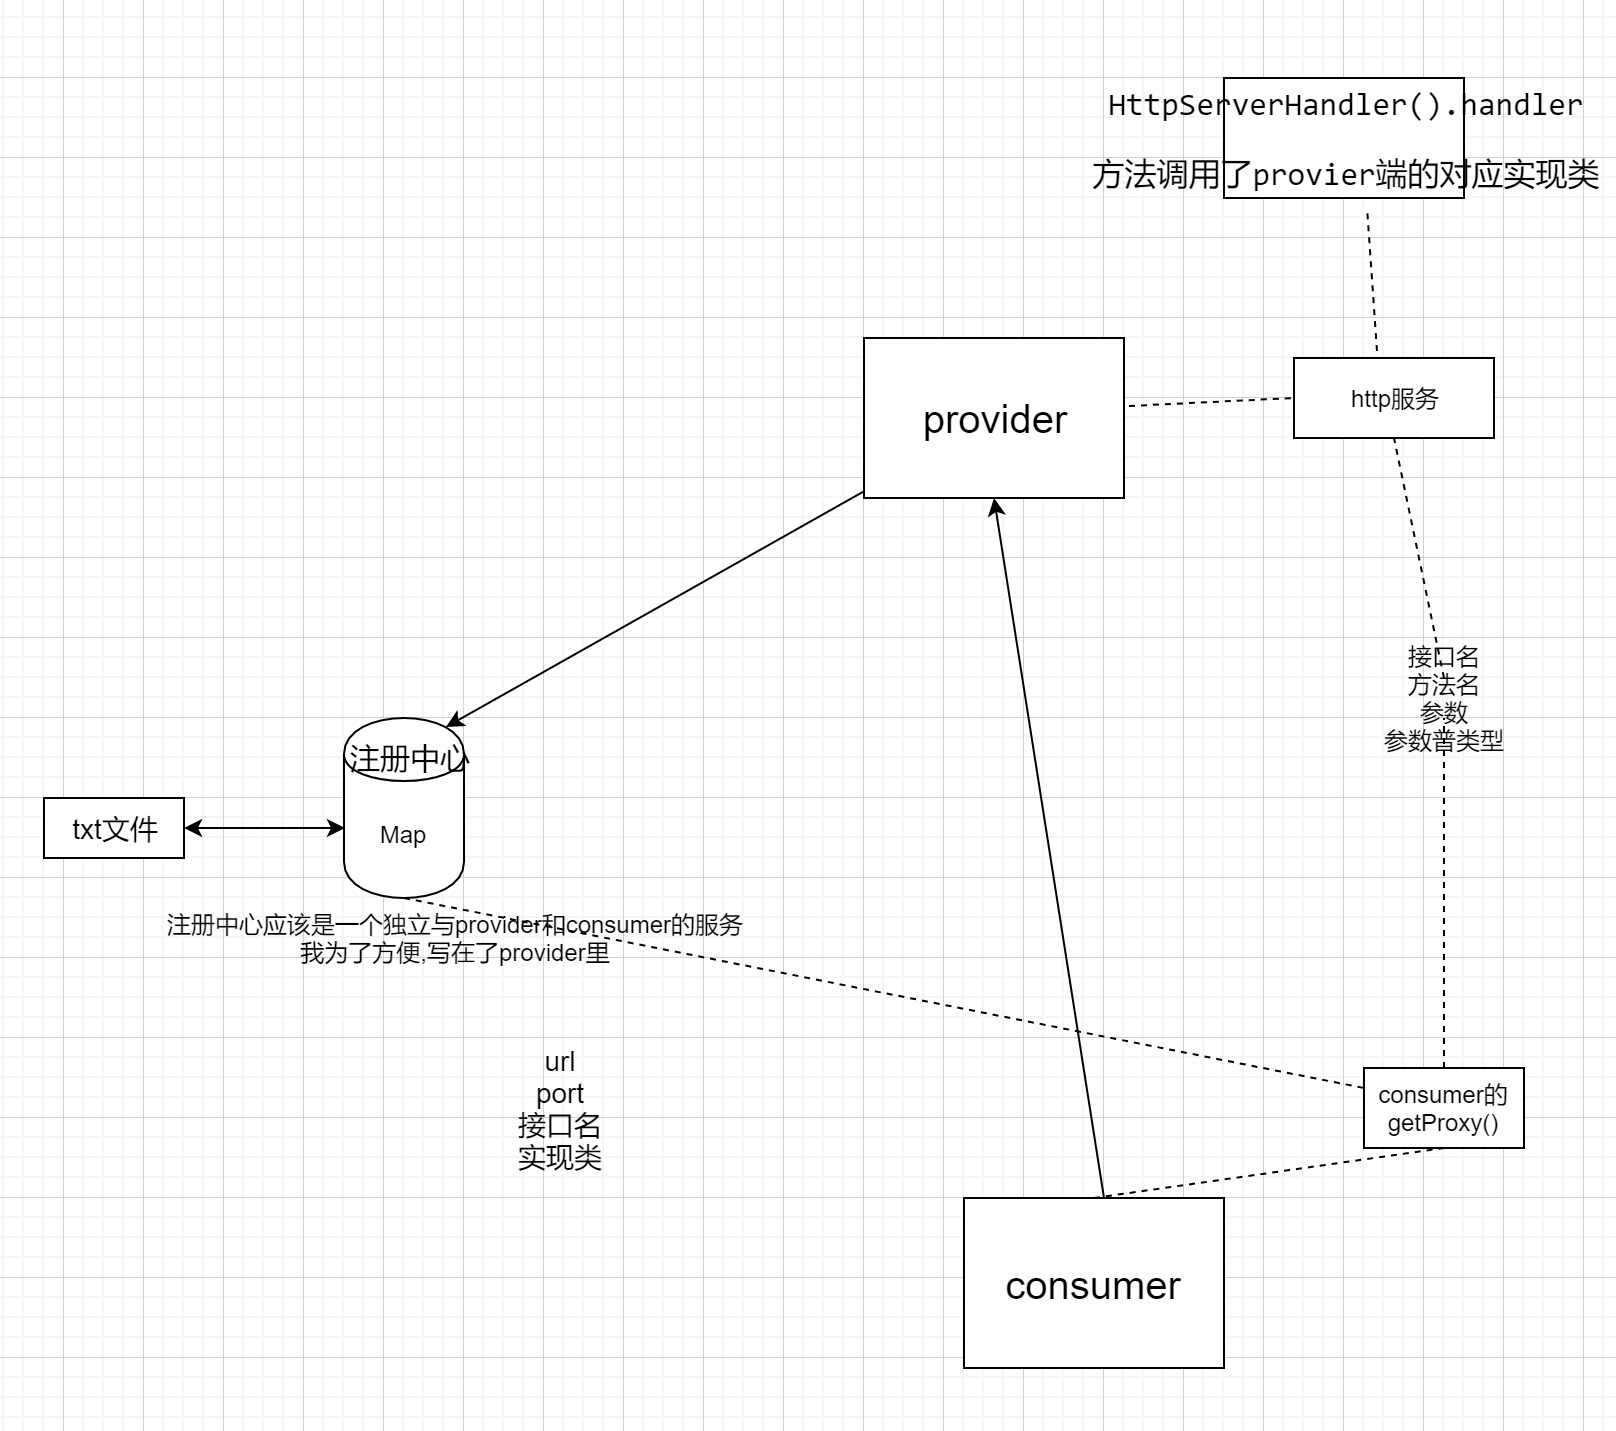 HttpServerHandler().handler
方法调用了provier端的对应实现类
provider
http服务
接口名
方法名
参数
参数普类型
注册中心
Map
txt文件
注册中心应该是一个独立与provider和consumer的服务
我为了方便,写在了provider里
url
port
接口名
实现类
consumer的
getProxy()
consumer